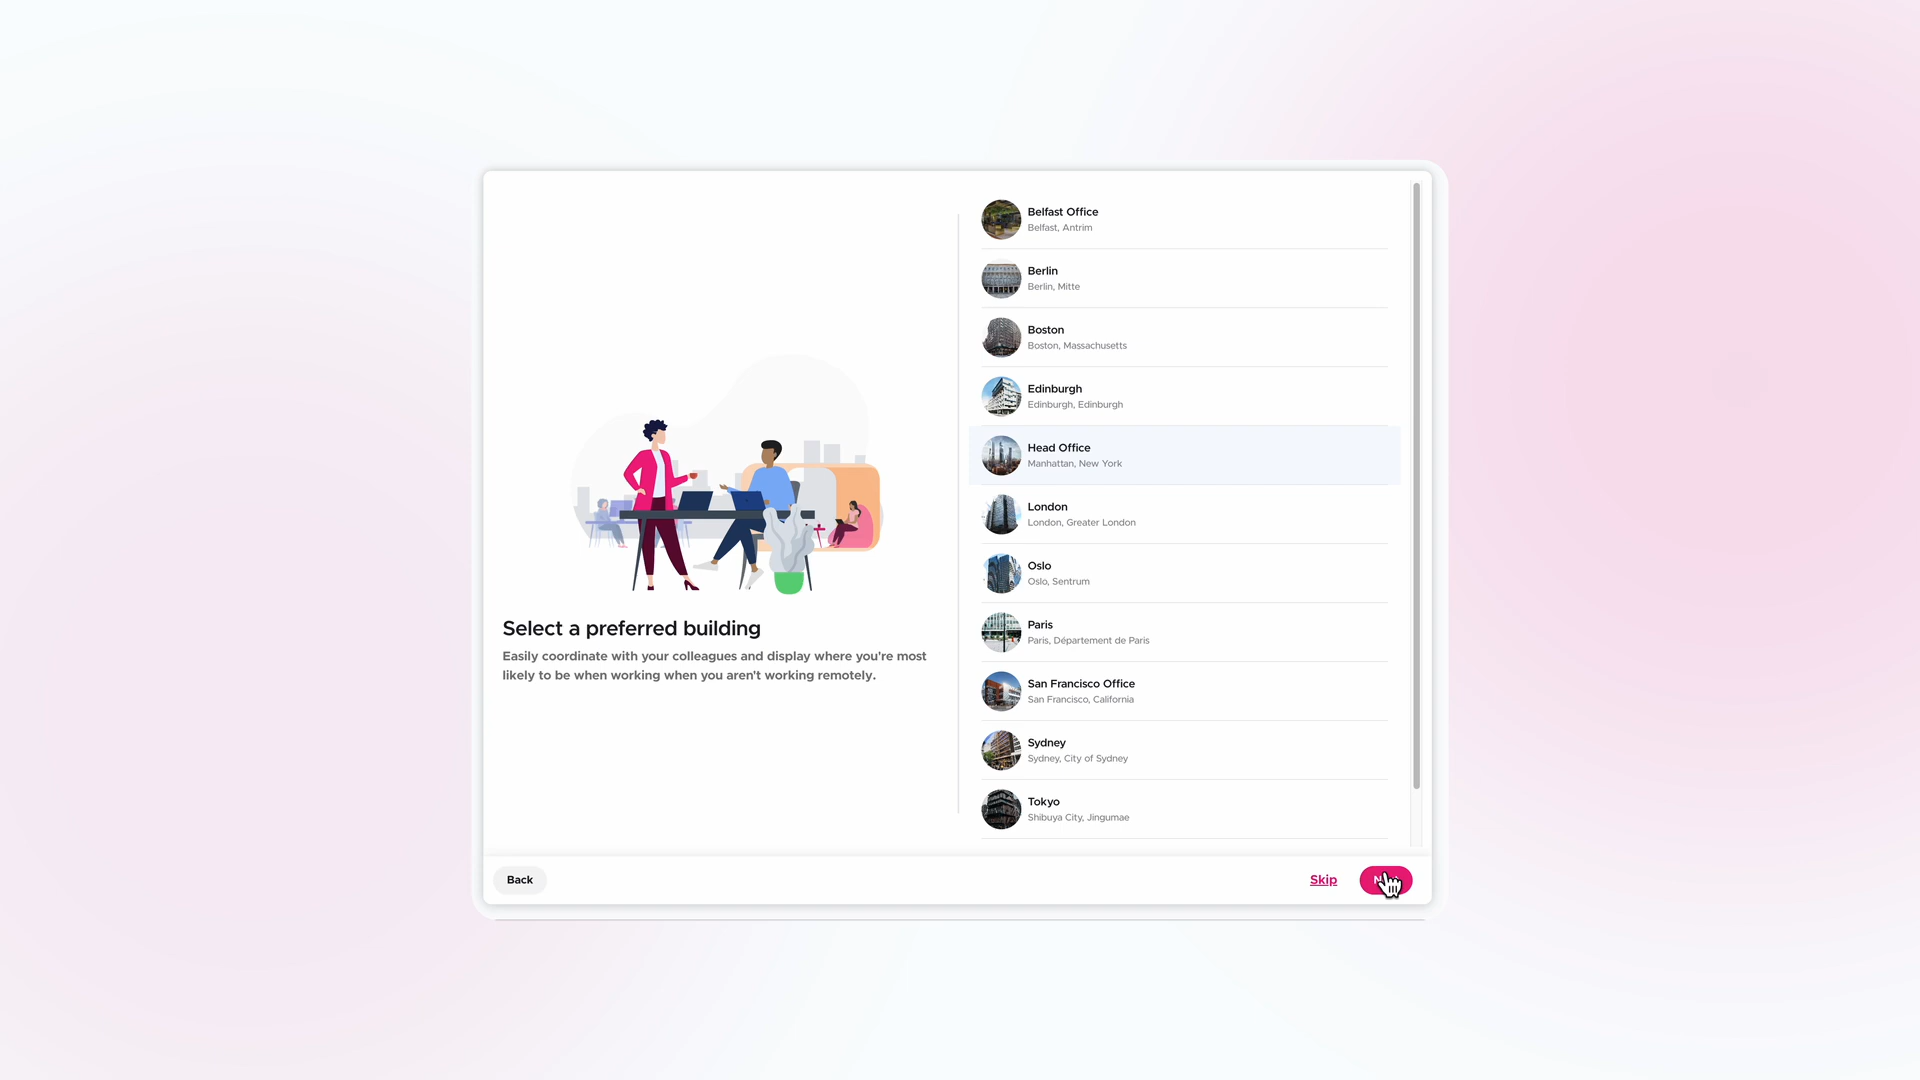 Belfast Office
Belfast, Antrim
Berlin
Berlin, Mitte
Boston
Boston, Massachusetts
Edinburgh
Edinburgh, Edinburgh
Head Office
Manhattan, New York
London
London, Greater London
Oslo
Oslo, Sentrum
Paris
Paris, Département de Paris
San Francisco Office
San Francisco, California
Sydney
Sydney, City of Sydney
Tokyo
Shibuya City, Jingumae
Select a preferred building
Easily coordinate with your colleagues and display where you're most
likely to be when working when you aren't working remotely.
Back
Skip